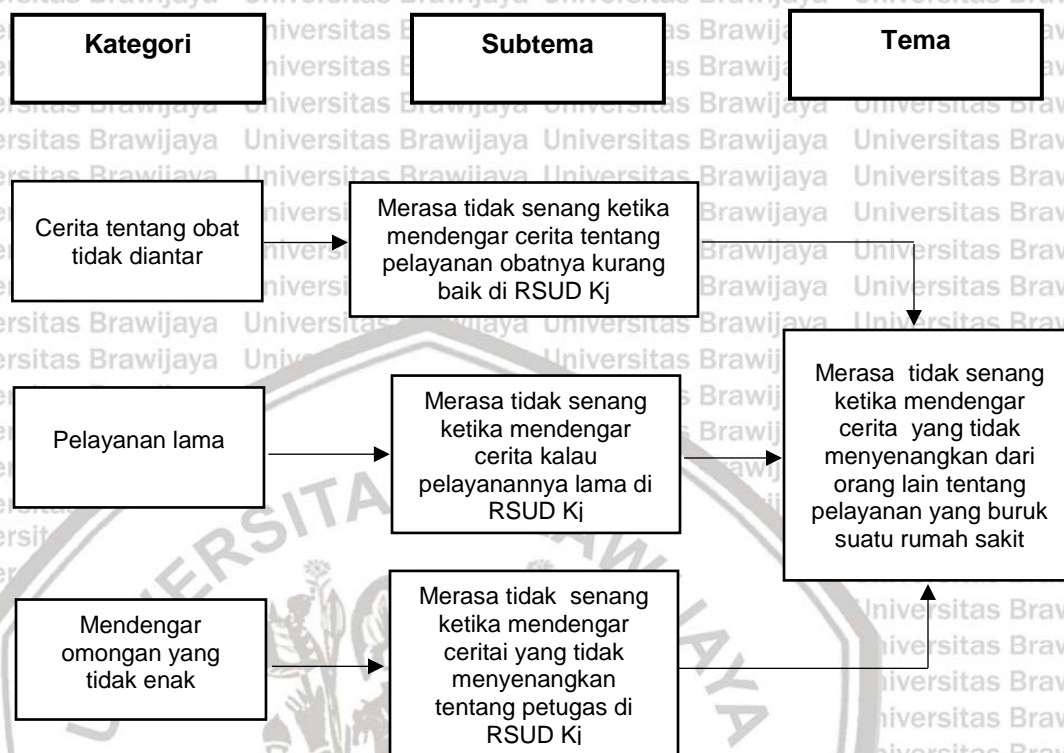 Kategori
Subtema
Tema
Cerita tentang obat
tidak diantar
Merasa tidak senang ketika
mendengar cerita tentang
pelayanan obatnya kurang
baik di RSUD Kj
Pelayanan lama
Merasa tidak senang
ketika mendengar
cerita kalau
pelayanannya lama di
RSUD Kj
Mendengar
omongan yang
tidak enak
Merasa tidak senang
ketika mendengar
ceritai yang tidak
menyenangkan
tentang petugas di
RSUD Kj
Merasa tidak senang
ketika mendengar
cerita yang tidak
menyenangkan dari
orang lain tentang
pelayanan yang buruk
suatu rumah sakit